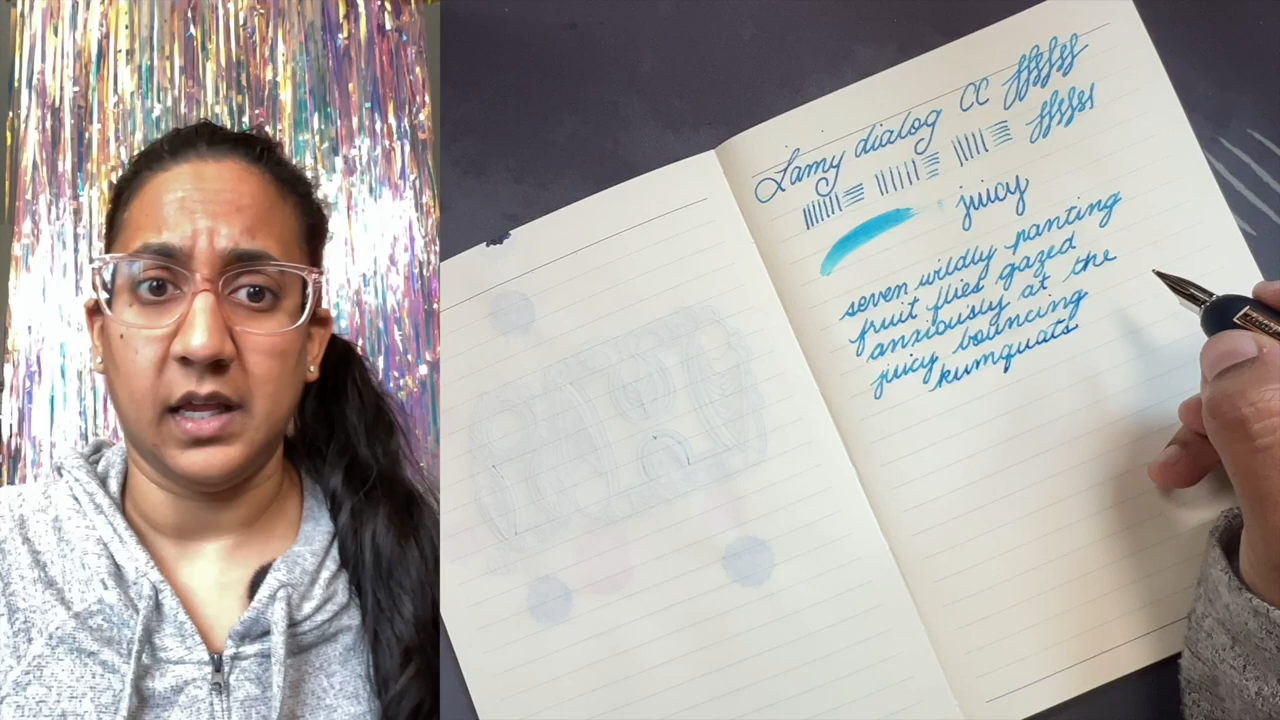 Lamy dialog CC
juicy
seven wildly panting
fruit flies gazed
anxiously at the
juicy bouncing
kumquats